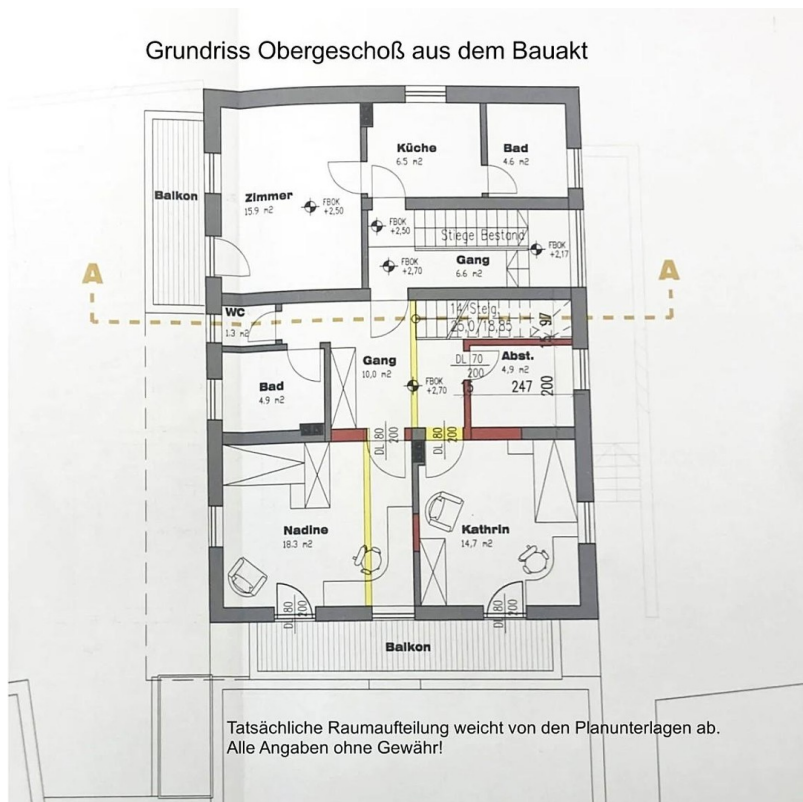 Grundriss Obergeschoß aus dem Bauakt
Balkon
Zimmer
15.9 m2
FBOK
+2,50
Küche
6.5 m2
Bad
4.6 m2
FBOK
+2,50
Stiege Bestand
FBOK
+2,17
FBOK
+2,70
Gang
6.6 m2
A
A
WC
1.3 m2
14 Steig.
25,0/18,85
15 97
Gang
10,0 m2
DL 70
200
Abst.
4,9 m2
Bad
4.9 m2
FBOK
+2,70
15
247
200
DL 80
200
DL 80
200
Nadine
18.3 m2
Kathrin
14,7 m2
DL 80
200
DL 80
200
Balkon
Tatsächliche Raumaufteilung weicht von den Planunterlagen ab.
Alle Angaben ohne Gewähr!